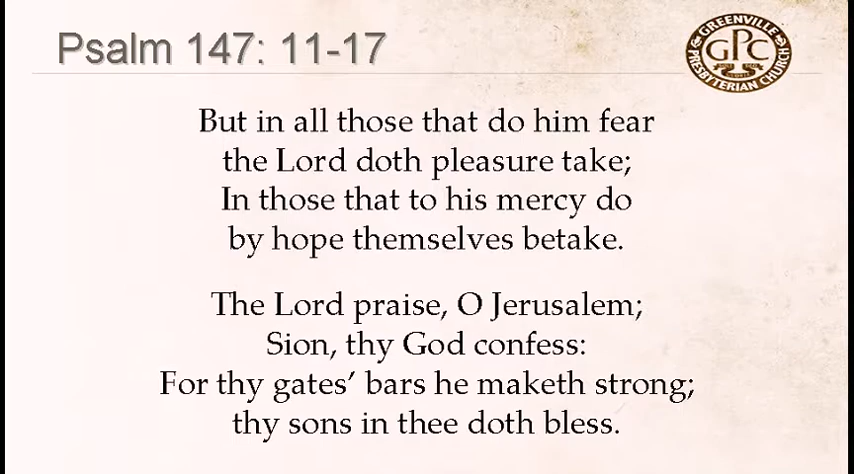 Psalm 147: 11-17
GREENVILLE
GPC
PRESBYTERIAN CHURCH
But in all those that do him fear
the Lord doth pleasure take;
In those that to his mercy do
by hope themselves betake.
The Lord praise, O Jerusalem;
Sion, thy God confess:
For thy gates’ bars he maketh strong;
thy sons in thee doth bless.